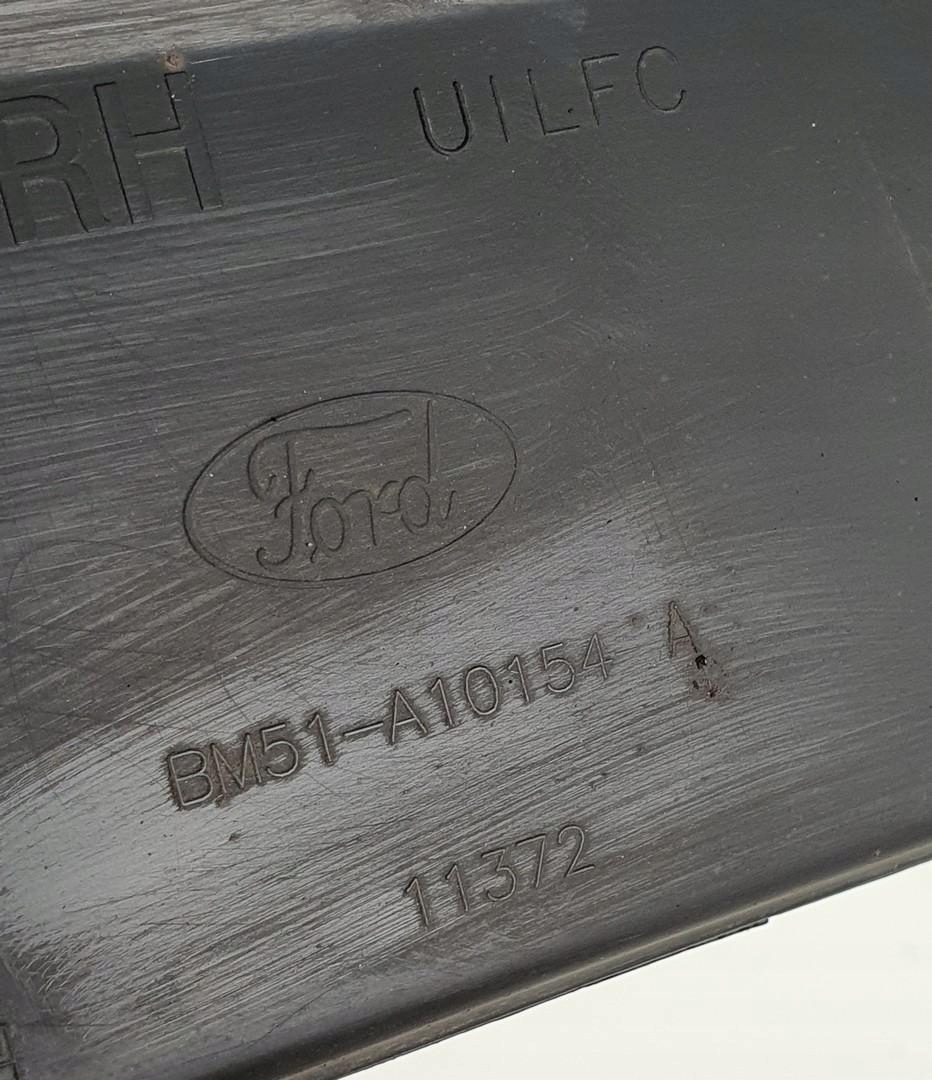 RH UILFC
Ford
BM51-A10154 A
11372